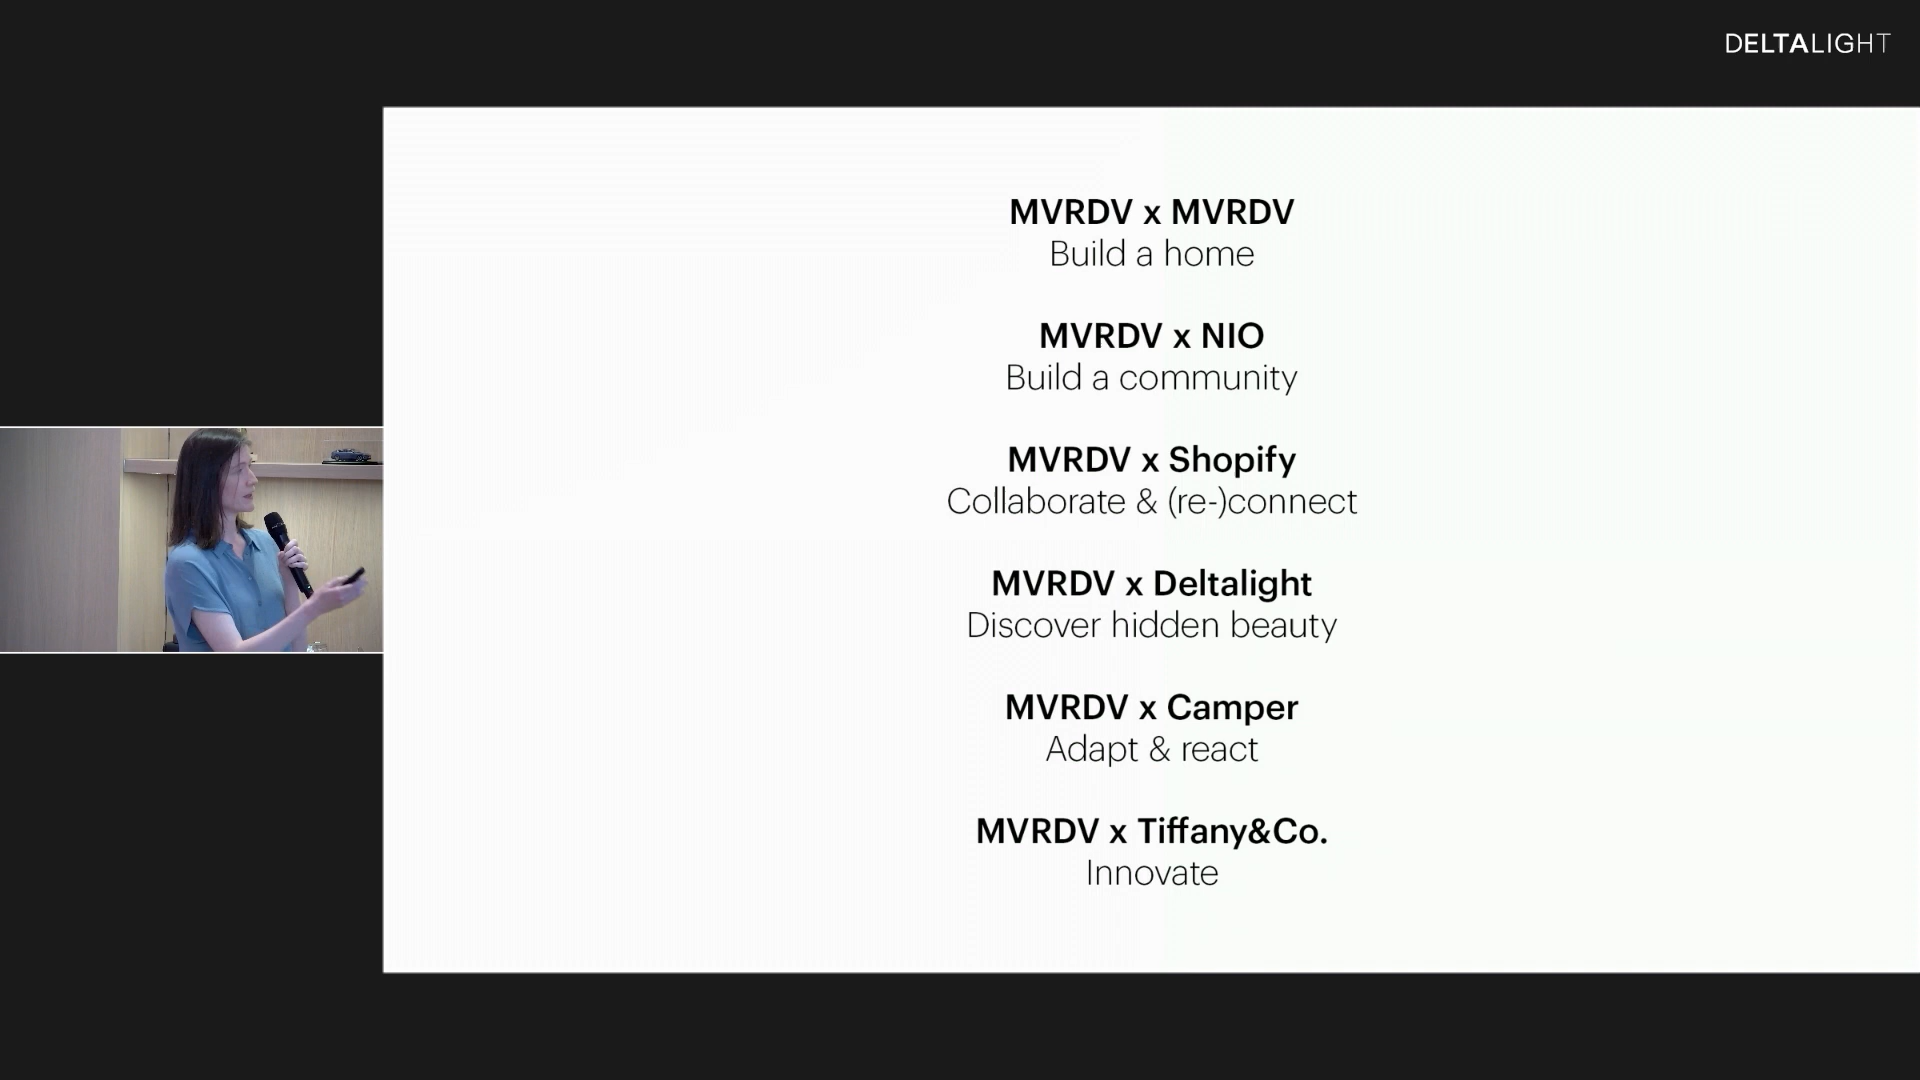 DELTALIGHT
MVRDV x MVRDV
Build a home
MVRDV x NIO
Build a community
MVRDV x Shopify
Collaborate & (re-)connect
MVRDV x Deltalight
Discover hidden beauty
MVRDV x Camper
Adapt & react
MVRDV x Tiffany&Co.
Innovate